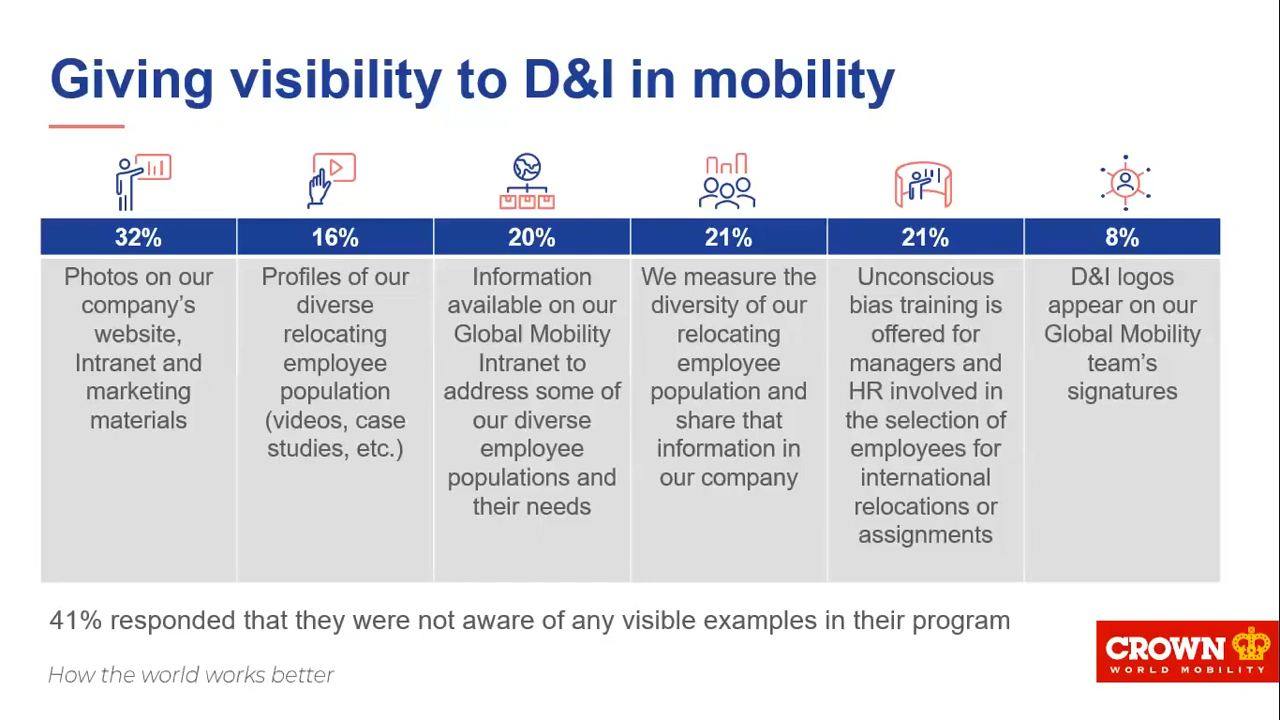 Giving visibility to D&I in mobility
32%
Photos on our
company's
website,
Intranet and
marketing
materials
16%
Profiles of our
diverse
relocating
employee
population
(videos, case
studies, etc.)
20%
Information
available on our
Global Mobility
Intranet to
address some of
our diverse
employee
populations and
their needs
21%
We measure the
diversity of our
relocating
employee
population and
share that
information in
our company
21%
Unconscious
bias training is
offered for
managers and
HR involved in
the selection of
employees for
international
relocations or
assignments
8%
D&I logos
appear on our
Global Mobility
team's
signatures
41% responded that they were not aware of any visible examples in their program
How the world works better
CROWN
WORLD MOBILITY